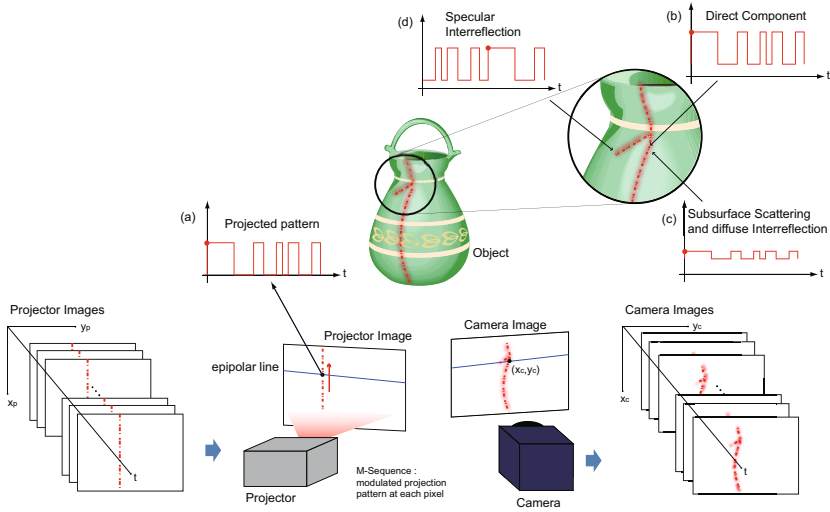 (d)
Specular
Interreflection
t
(b)
Direct Component
t
(a)
Projected pattern
t
Object
(c)
Subsurface Scattering
and diffuse Interreflection
t
Projector Images
yp
xp
t
epipolar line
Projector Image
Projector
M-Sequence :
modulated projection
pattern at each pixel
Camera Image
(xc,yc)
Camera
Camera Images
yc
xc
t